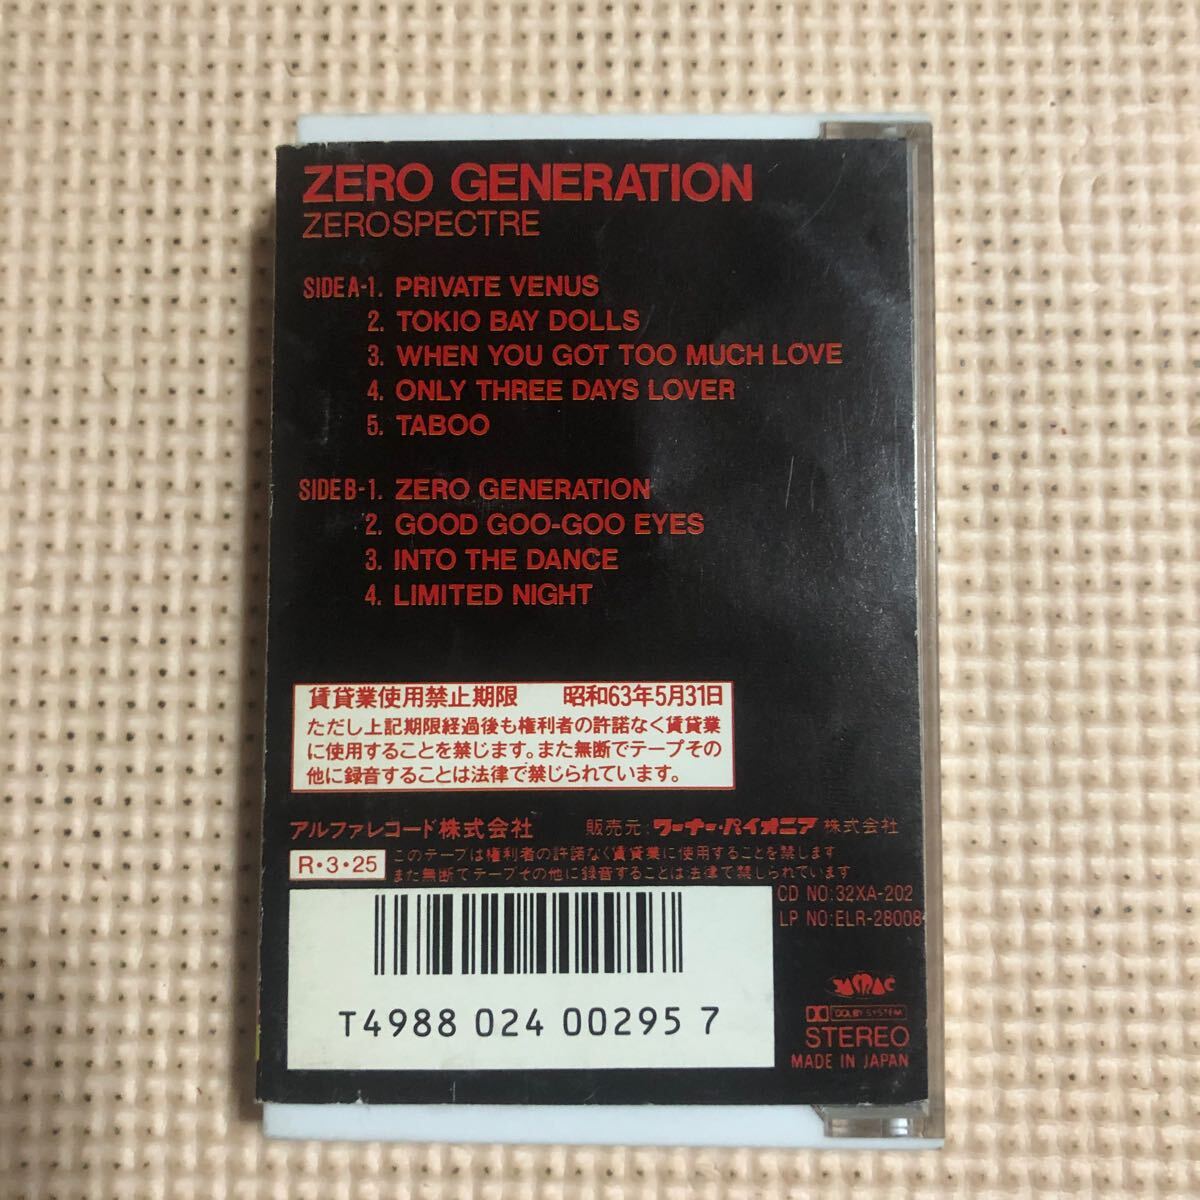 ZERO GENERATION
ZEROSPECTRE
SIDE A-1. PRIVATE VENUS
2. TOKIO BAY DOLLS
3. WHEN YOU GOT TOO MUCH LOVE
4. ONLY THREE DAYS LOVER
5. TABOO
SIDE B-1. ZERO GENERATION
2. GOOD GOO-GOO EYES
3. INTO THE DANCE
4. LIMITED NIGHT
賃貸業使用禁止期限 昭和63年5月31日
ただし上記期限経過後も権利者の許諾なく賃貸業
に使用することを禁じます。また無断でテープその
他に録音することは法律で禁じられています。
アルファレコード株式会社 販売元:ワーナー・パイオニア 株式会社
R・3・25 このテープは権利者の許諾なく賃貸業に使用することを禁します
また無断でテープその他に録音することは法律で禁じられています
CD NO:32XA-202
LP NO:ELR-28008
T4988 024 00295 7
DOLBY SYSTEM
STEREO
MADE IN JAPAN